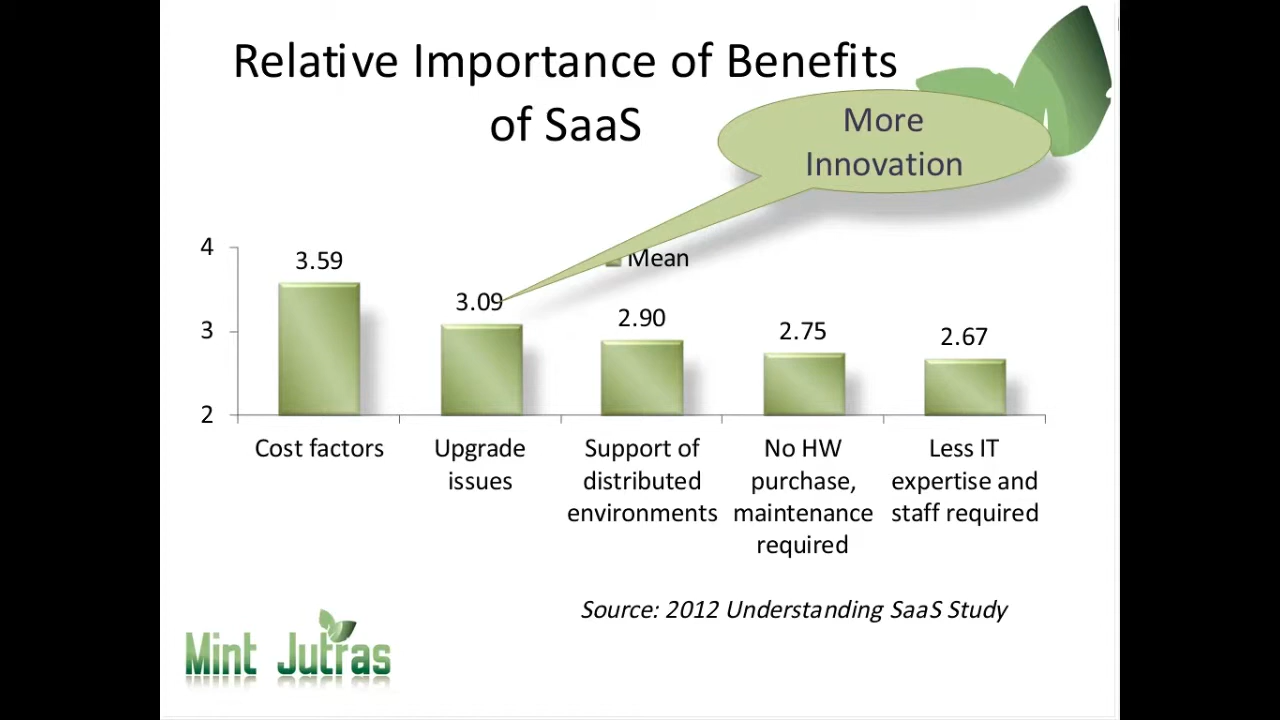 Relative Importance of Benefits
of SaaS
More
Innovation
4
3
2
Mean
3.59
3.09
2.90
2.75
2.67
Cost factors
Upgrade
issues
Support of
distributed
environments
No HW
purchase,
maintenance
required
Less IT
expertise and
staff required
Source: 2012 Understanding SaaS Study
Mint Jutras